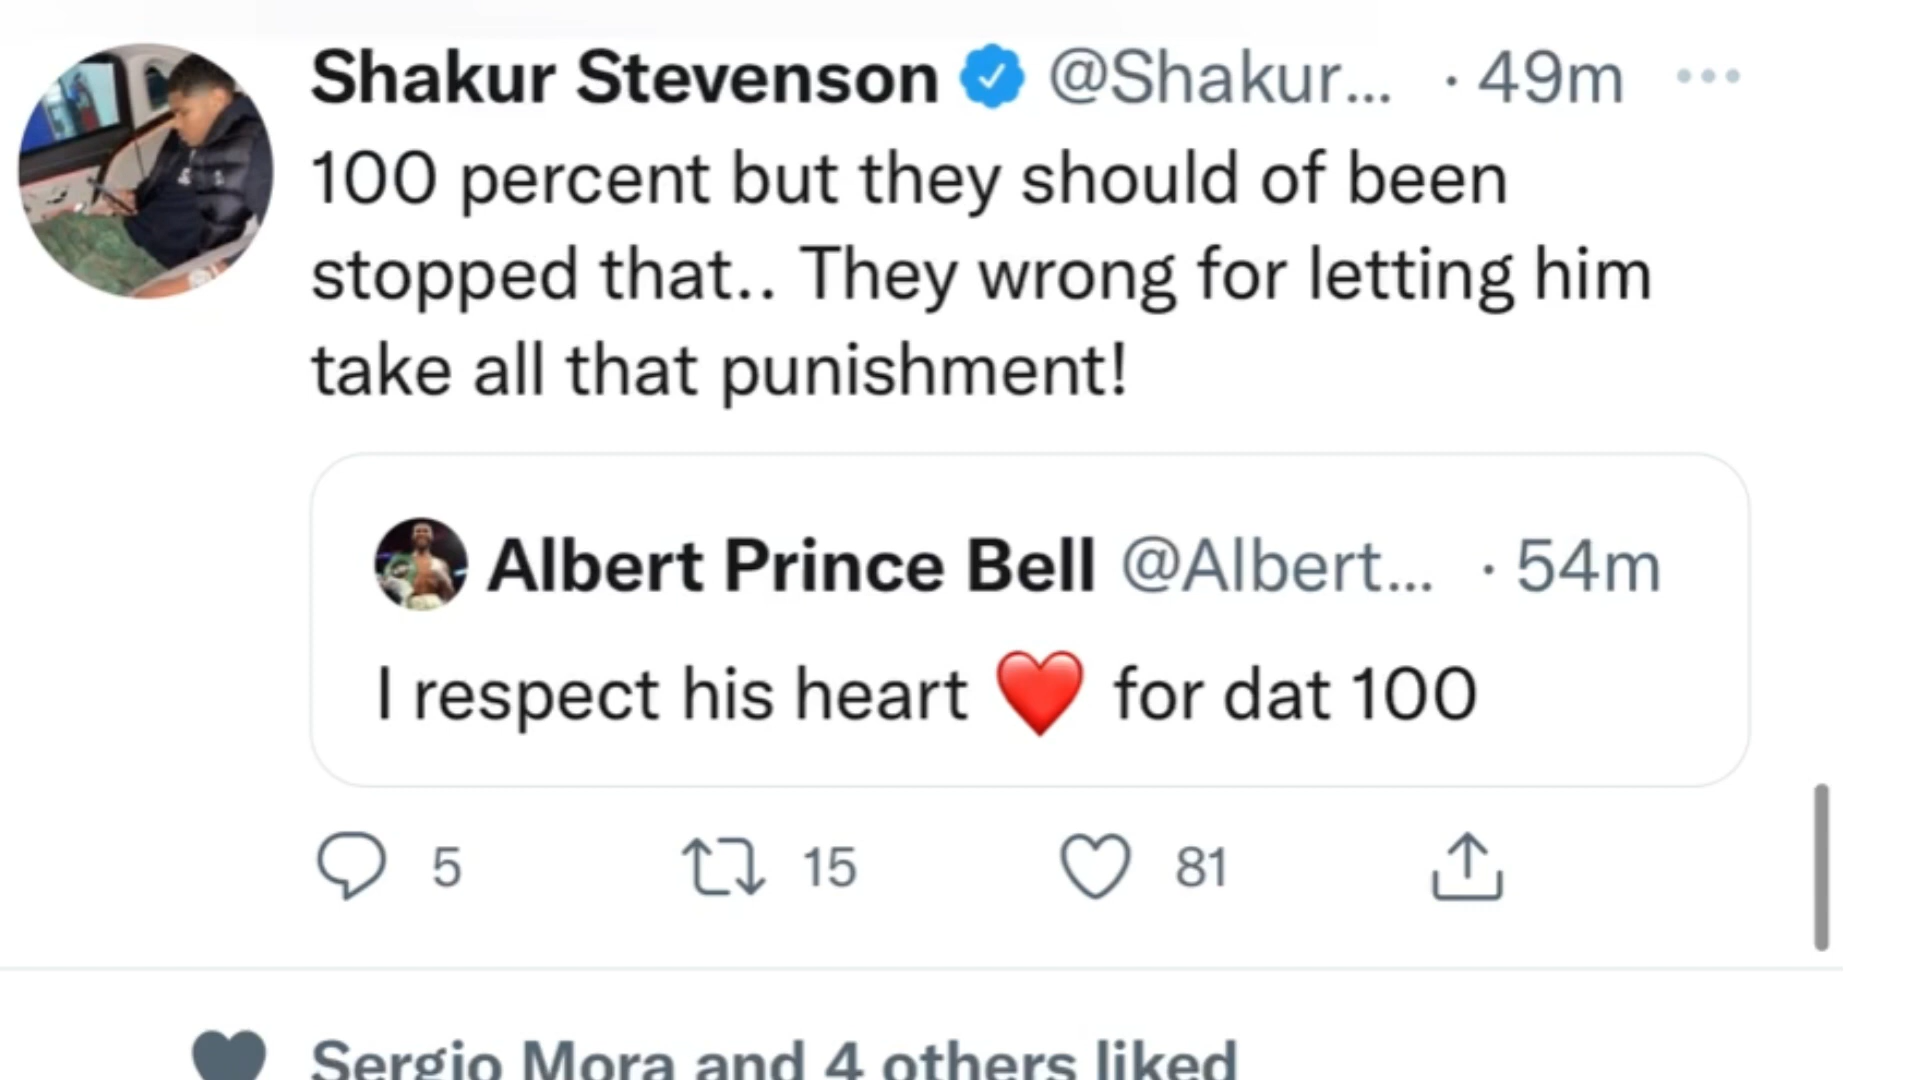 Shakur Stevenson @Shakur... · 49m
100 percent but they should of been
stopped that.. They wrong for letting him
take all that punishment!
Albert Prince Bell @Albert... · 54m
I respect his heart ❤️ for dat 100
5 15 81
Sergio Mora and 4 others liked